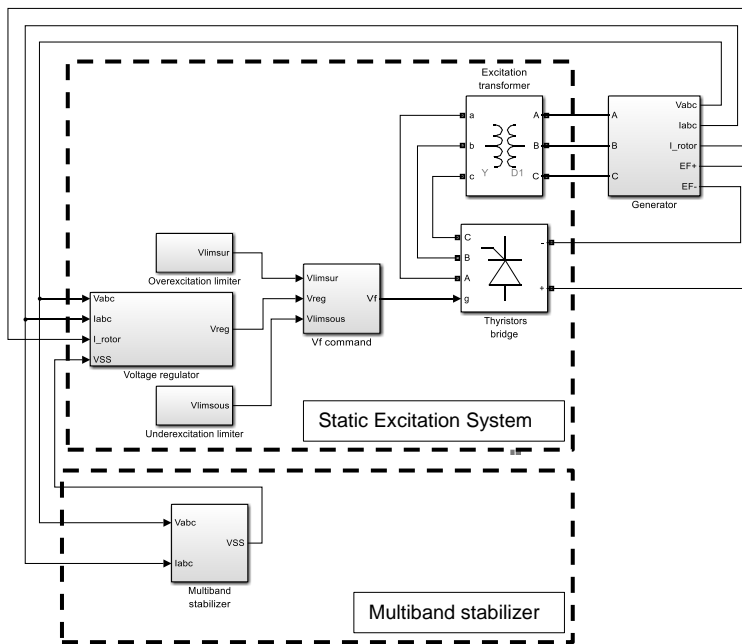 Excitation
transformer
a
b
c
A
B
C
Y
D1
A
B
C
Vabc
Iabc
I_rotor
EF+
EF-
Generator
C
B
A
g
-
+
Thyristors
bridge
Vlimsur
Overexcitation limiter
Vabc
Iabc
I_rotor
VSS
Vreg
Voltage regulator
Vlimsous
Underexcitation limiter
Vlimsur
Vreg
Vlimsous
Vf
Vf command
Static Excitation System
Vabc
Iabc
VSS
Multiband
stabilizer
Multiband stabilizer